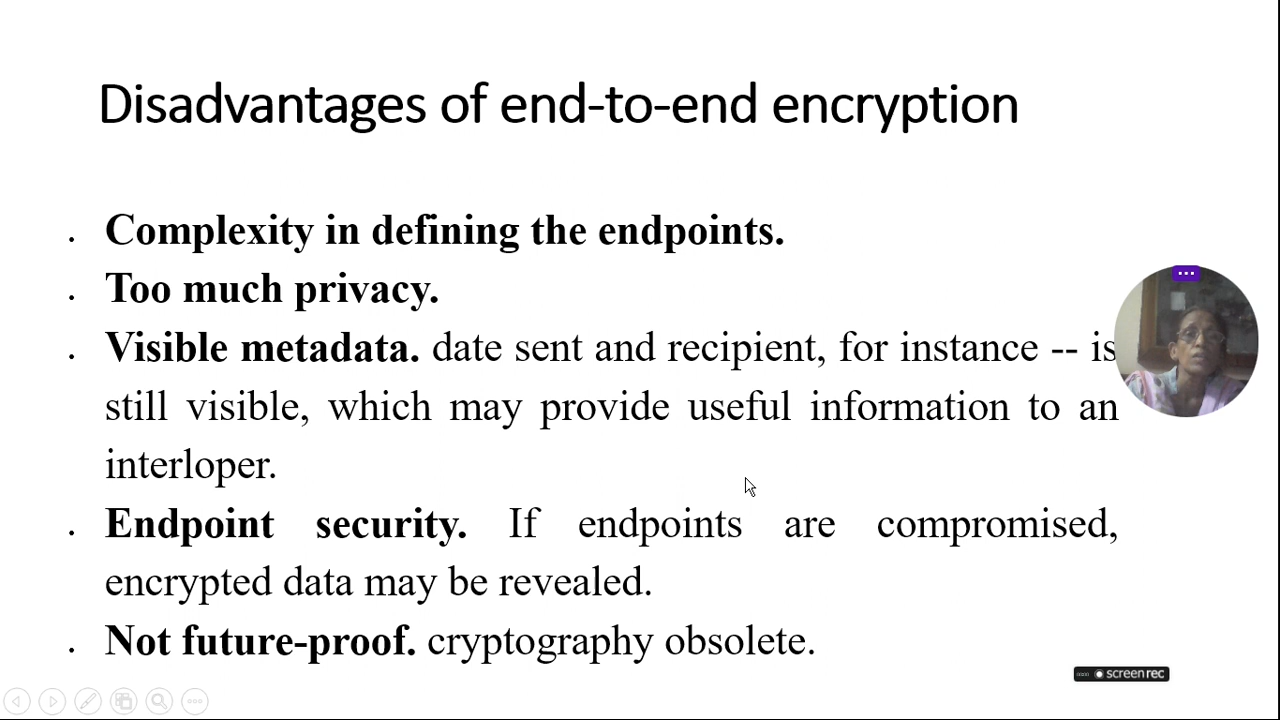 Disadvantages of end-to-end encryption
• Complexity in defining the endpoints.
• Too much privacy.
• Visible metadata. date sent and recipient, for instance -- is
still visible, which may provide useful information to an
interloper.
• Endpoint security. If endpoints are compromised,
encrypted data may be revealed.
• Not future-proof. cryptography obsolete.
screenrec